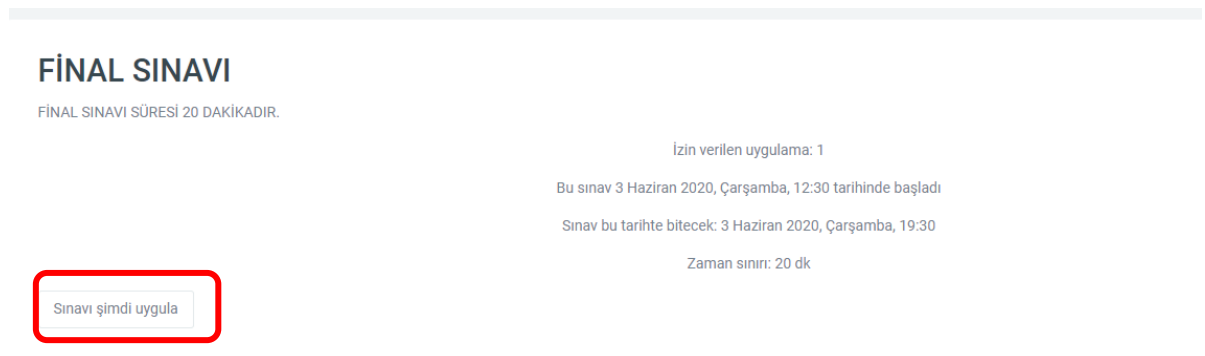 FİNAL SINAVI
FİNAL SINAVI SÜRESİ 20 DAKİKADIR.
İzin verilen uygulama: 1
Bu sınav 3 Haziran 2020, Çarşamba, 12:30 tarihinde başladı
Sınav bu tarihte bitecek: 3 Haziran 2020, Çarşamba, 19:30
Zaman sınırı: 20 dk
Sınavı şimdi uygula